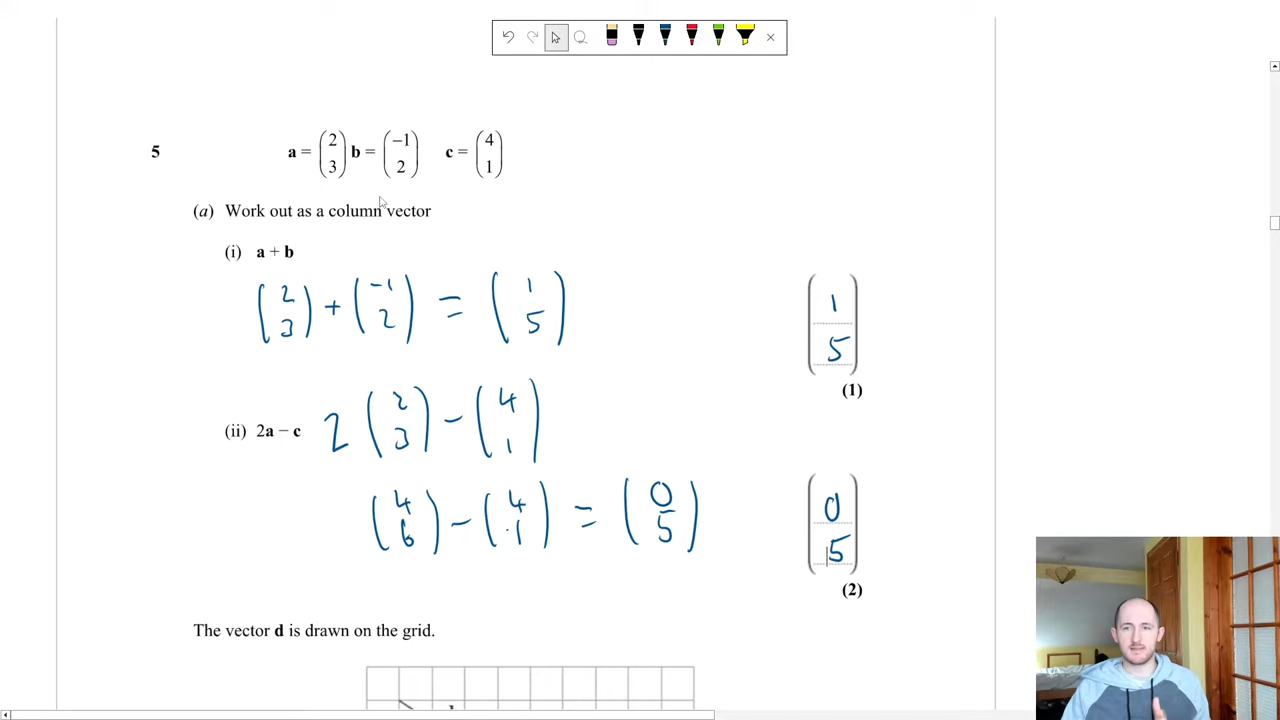 5 a = (2 3) b = (-1 2) c = (4 1)
(a) Work out as a column vector
(i) a + b
(2 3) + (-1 2) = (1 5)
(1 5)
(1)
(ii) 2a − c 2 (2 3) − (4 1)
(4 6) − (4 1) = (0 5)
(0 5)
(2)
The vector d is drawn on the grid.